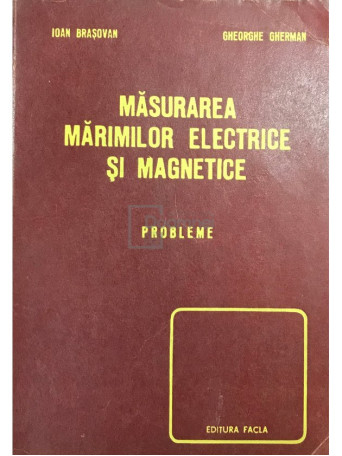 IOAN BRAȘOVAN GHEORGHE GHERMAN
MĂSURAREA
MĂRIMILOR ELECTRICE
ȘI MAGNETICE
PROBLEME
EDITURA FACLA